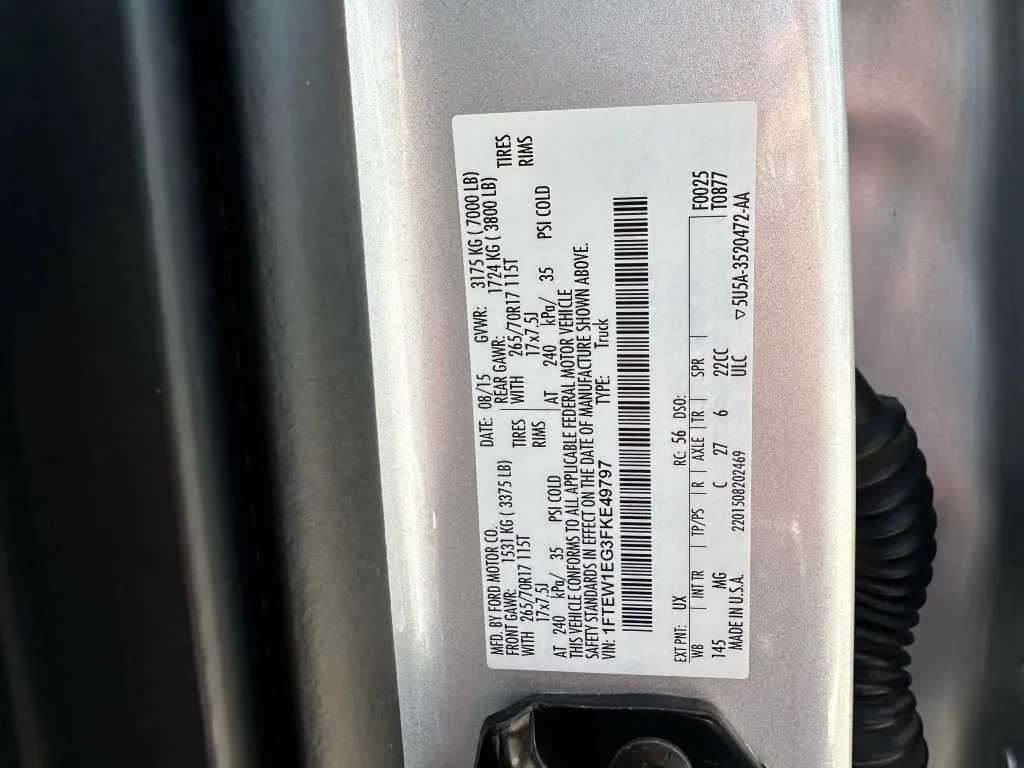 MFD. BY FORD MOTOR CO. DATE: 08/15 GVWR: 3175 KG ( 7000 LB)
FRONT GAWR: 1531 KG ( 3375 LB) REAR GAWR: 1724 KG ( 3800 LB)
WITH 265/70R17 115T TIRES WITH 265/70R17 115T TIRES
17x7.5J RIMS 17x7.5J RIMS
AT 240 kPa/ 35 PSI COLD AT 240 kPa/ 35 PSI COLD
THIS VEHICLE CONFORMS TO ALL APPLICABLE FEDERAL MOTOR VEHICLE
SAFETY STANDARDS IN EFFECT ON THE DATE OF MANUFACTURE SHOWN ABOVE.
VIN: 1FTEW1EG3FKE49797 TYPE: Truck
EXT PNT: UX RC: 56 DSO: F0025
WB INT TR TP/PS R AXLE TR SPR T0877
145 MG C 27 6 22CC
MADE IN U.S.A. 2201508202469 ULC ▽5U5A-3520472-AA